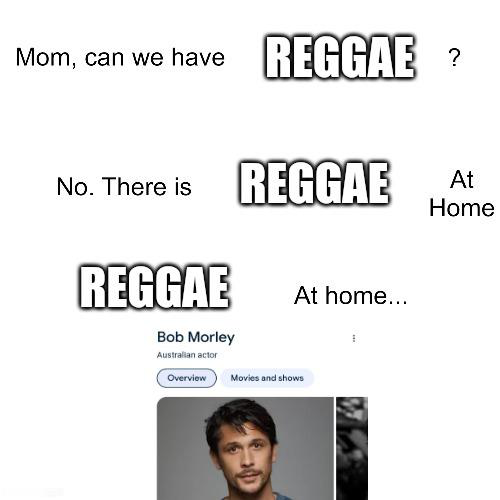 Mom, can we have REGGAE ?
No. There is REGGAE At Home
REGGAE At home...
Bob Morley
Australian actor
Overview Movies and shows